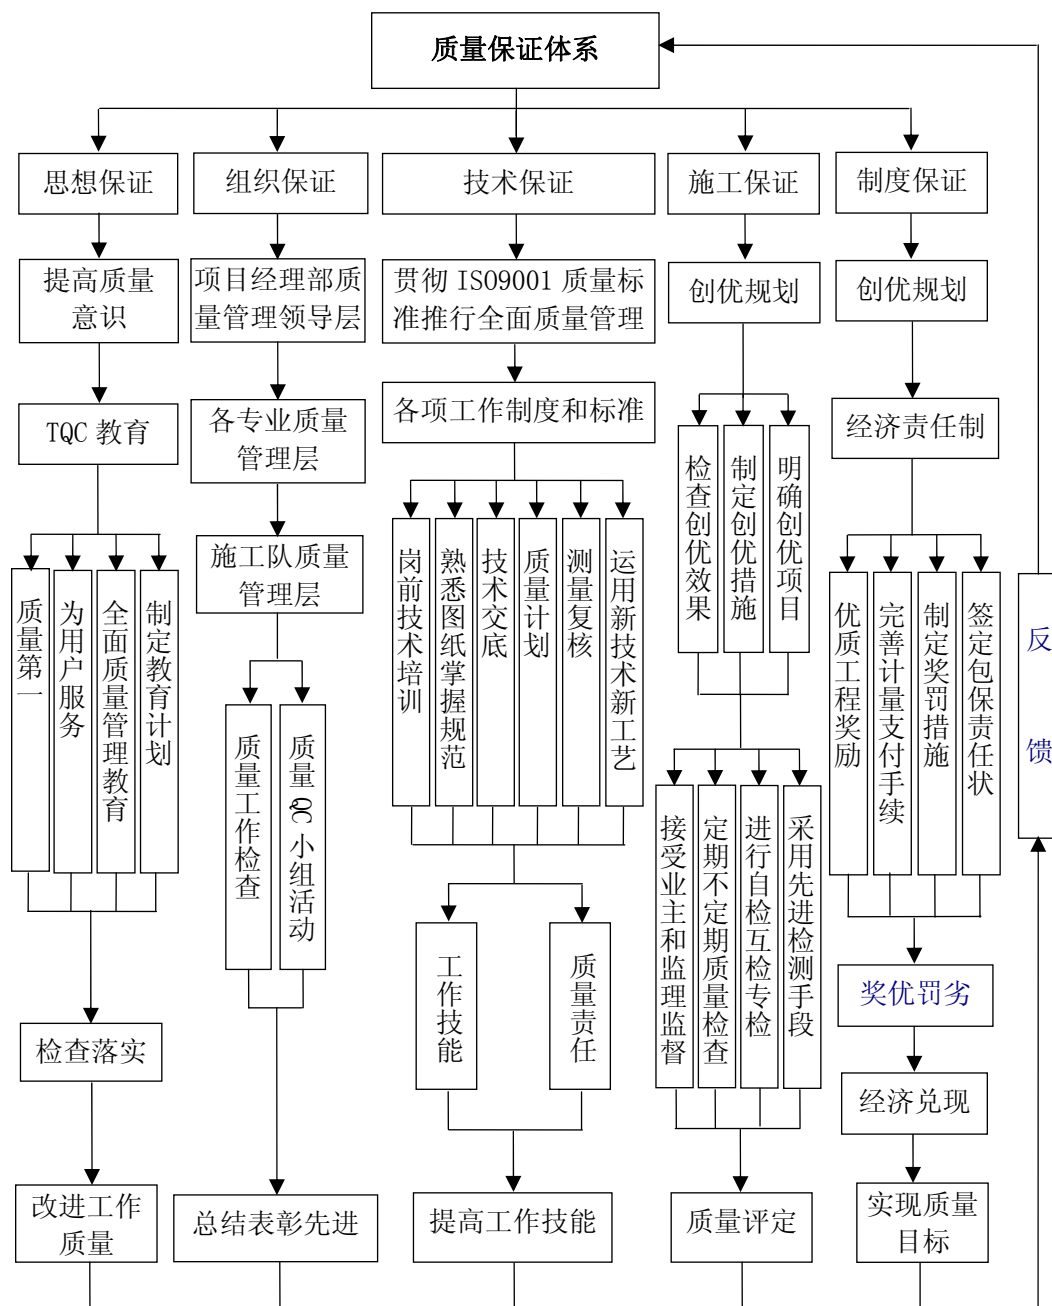 质量保证体系
思想保证
组织保证
技术保证
施工保证
制度保证
提高质量
意识
项目经理部质
量管理领导层
贯彻 ISO9001 质量标
准推行全面质量管理
创优规划
创优规划
TQC 教育
各专业质量
管理层
各项工作制度和标准
检查创优效果
制定创优措施
明确创优项目
经济责任制
施工队质量
管理层
岗前技术培训
熟悉图纸掌握规范
技术交底
质量计划
测量复核
运用新技术新工艺
质量第一
为用户服务
全面质量管理教育
制定教育计划
优质工程奖励
完善计量支付手续
制定奖罚措施
签定包保责任状
反
馈
质量工作检查
质量 QC 小组活动
接受业主和监理监督
定期不定期质量检查
进行自检互检专检
采用先进检测手段
工作技能
质量责任
奖优罚劣
检查落实
经济兑现
改进工作
质量
总结表彰先进
提高工作技能
质量评定
实现质量
目标